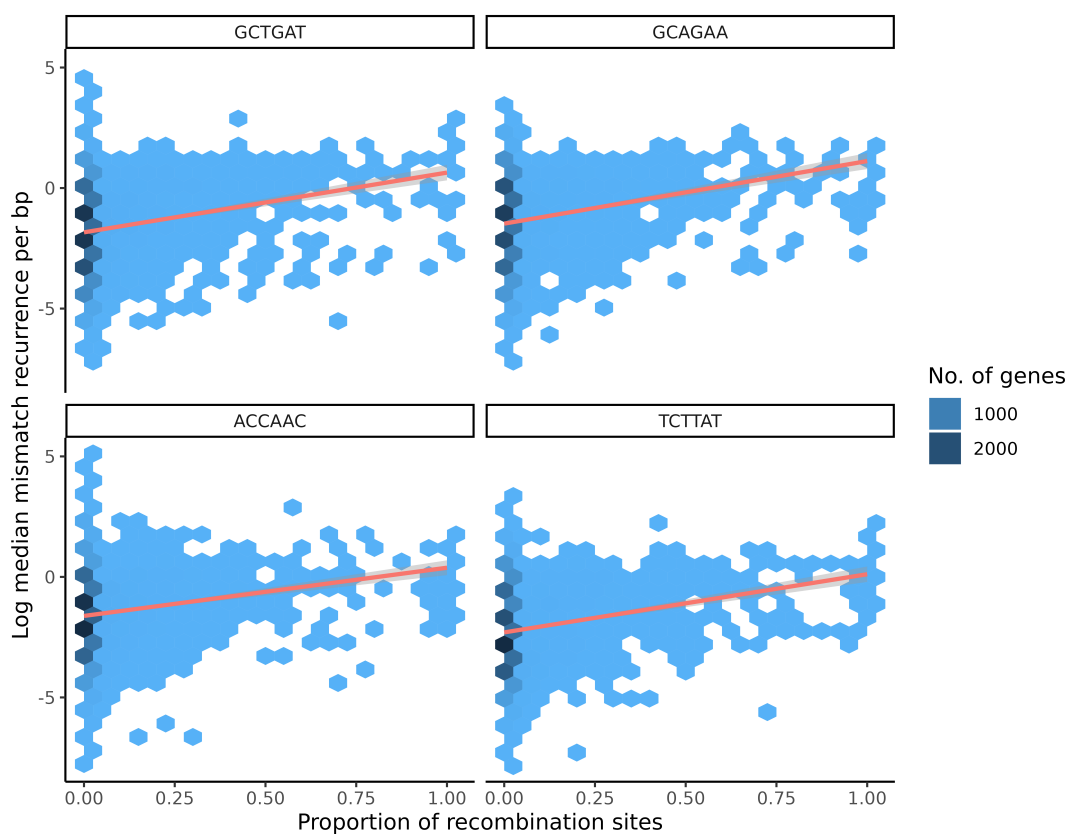 GCTGAT
GCAGAA
5
0
-5
ACCAAC
TCTTAT
5
0
-5
0.00 0.25 0.50 0.75 1.00
0.00 0.25 0.50 0.75 1.00
Proportion of recombination sites
Log median mismatch recurrence per bp
No. of genes
1000
2000